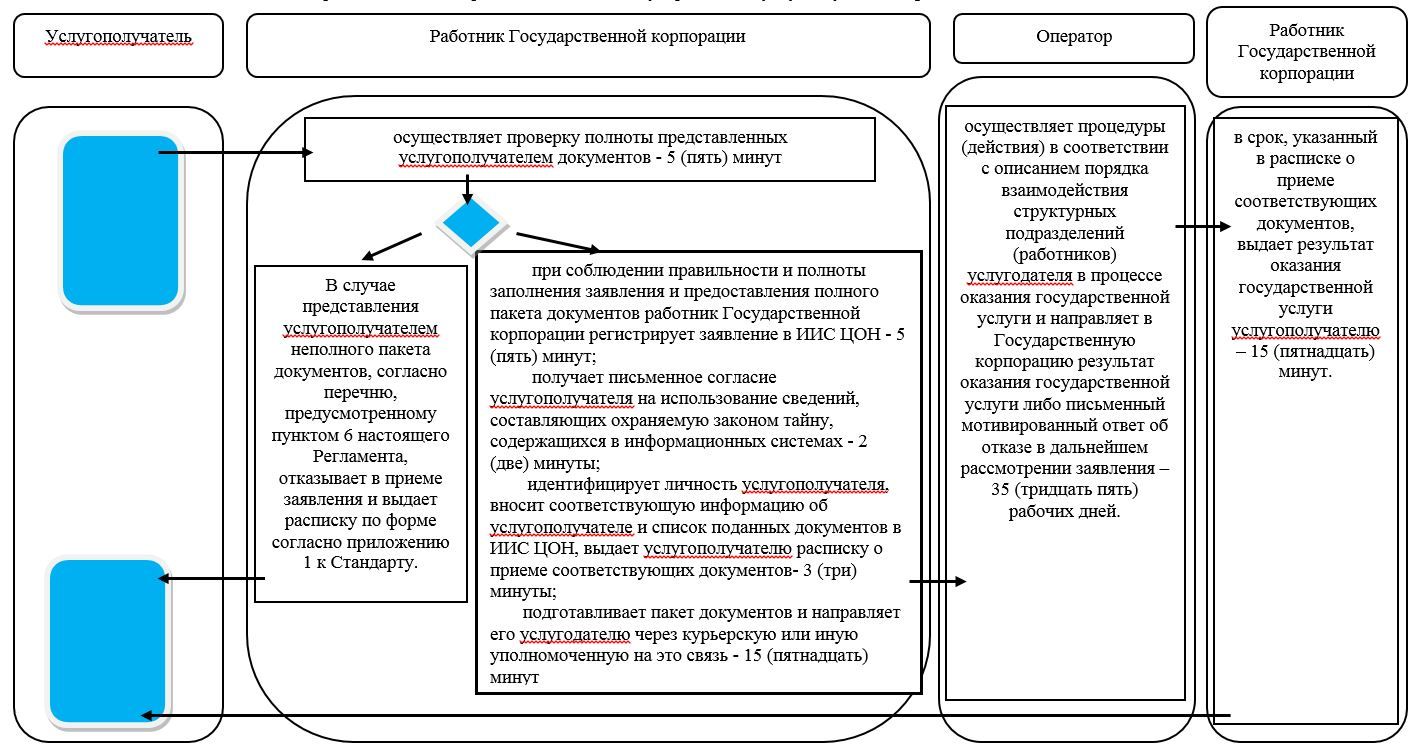 Услугополучатель
Работник Государственной корпорации
Оператор
Работник
Государственной
корпорации
осуществляет проверку полноты представленных
услугополучателем документов - 5 (пять) минут
В случае
представления
услугополучателем
неполного пакета
документов, согласно
перечню,
предусмотренному
пунктом 6 настоящего
Регламента,
отказывает в приеме
заявления и выдает
расписку по форме
согласно приложению
1 к Стандарту.
при соблюдении правильности и полноты
заполнения заявления и предоставления полного
пакета документов работник Государственной
корпорации регистрирует заявление в ИИС ЦОН - 5
(пять) минут;
получает письменное согласие
услугополучателя на использование сведений,
составляющих охраняемую законом тайну,
содержащихся в информационных системах - 2
(две) минуты;
идентифицирует личность услугополучателя,
вносит соответствующую информацию об
услугополучателе и список поданных документов в
ИИС ЦОН, выдает услугополучателю расписку о
приеме соответствующих документов- 3 (три)
минуты;
подготавливает пакет документов и направляет
его услугодателю через курьерскую или иную
уполномоченную на это связь - 15 (пятнадцать)
минут
осуществляет процедуры
(действия) в соответствии
с описанием порядка
взаимодействия
структурных
подразделений
(работников)
услугодателя в процессе
оказания государственной
услуги и направляет в
Государственную
корпорацию результат
оказания государственной
услуги либо письменный
мотивированный ответ об
отказе в дальнейшем
рассмотрении заявления –
35 (тридцать пять)
рабочих дней.
в срок, указанный
в расписке о
приеме
соответствующих
документов,
выдает результат
оказания
государственной
услуги
услугополучателю
– 15 (пятнадцать)
минут.